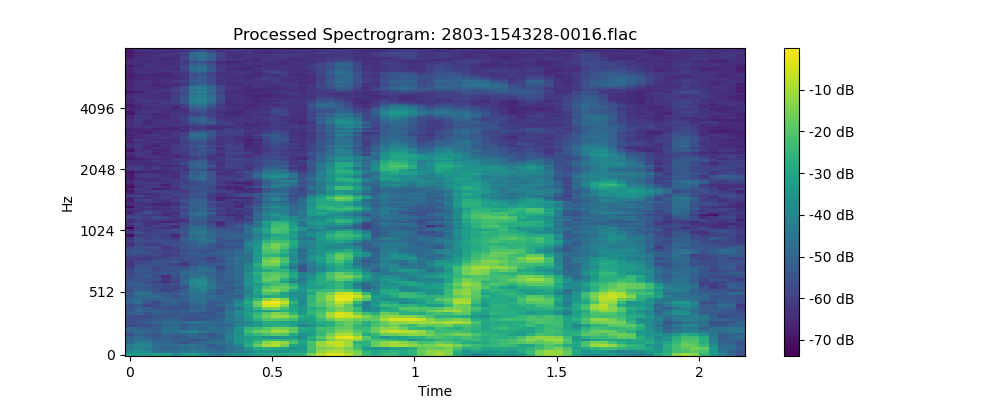 Processed Spectrogram: 2803-154328-0016.flac
Hz
4096
2048
1024
512
0
0
0.5
1
1.5
2
Time
-10 dB
-20 dB
-30 dB
-40 dB
-50 dB
-60 dB
-70 dB